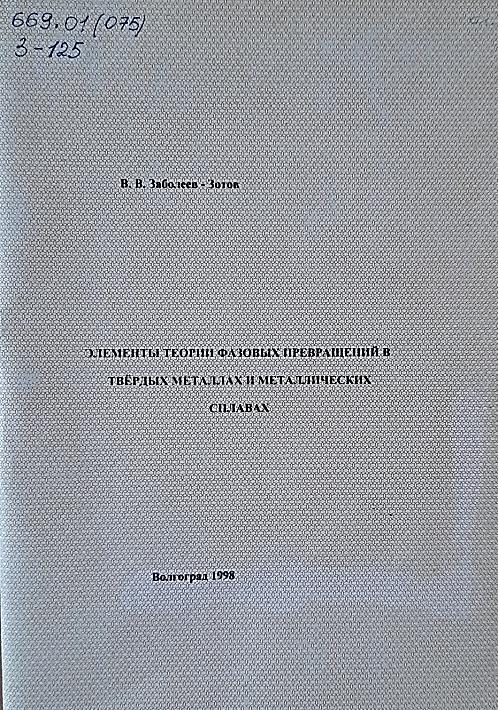 669.01(075)
З-125
В. В. Заболеев - Зотов
ЭЛЕМЕНТЫ ТЕОРИИ ФАЗОВЫХ ПРЕВРАЩЕНИЙ В
ТВЁРДЫХ МЕТАЛЛАХ И МЕТАЛЛИЧЕСКИХ
СПЛАВАХ
Волгоград 1998